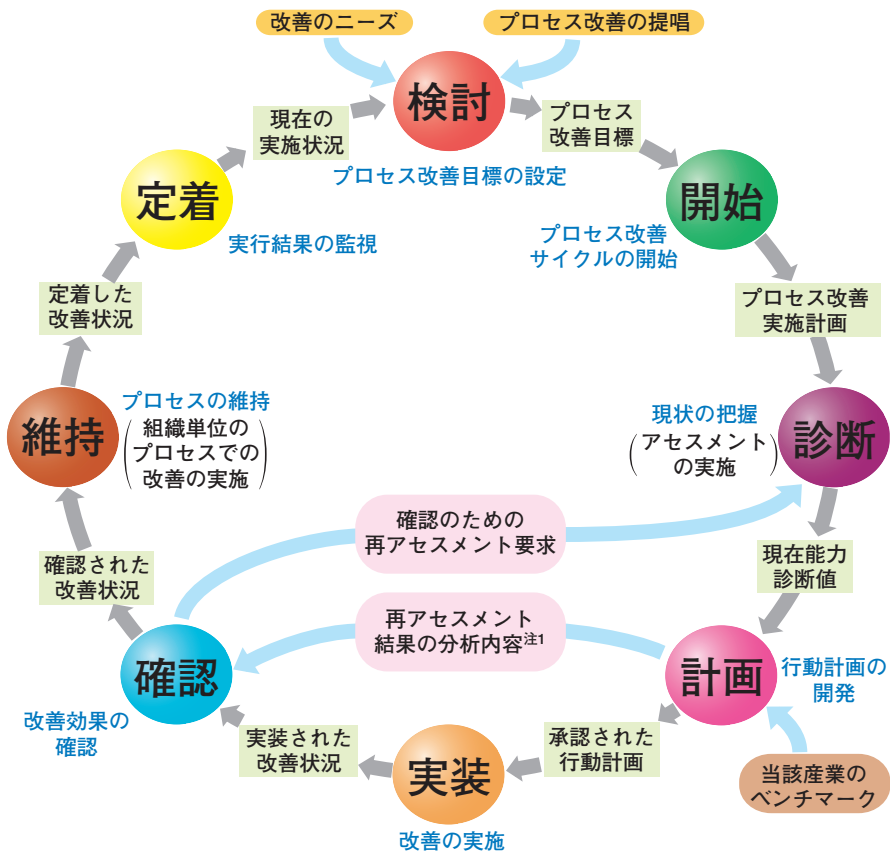 改善のニーズ
プロセス改善の提唱
検討
プロセス改善目標の設定
プロセス
改善目標
開始
プロセス改善
サイクルの開始
プロセス改善
実施計画
診断
現状の把握
(アセスメント
の実施)
現在能力
診断値
計画
行動計画の
開発
当該産業の
ベンチマーク
承認された
行動計画
実装
改善の実施
実装された
改善状況
確認
改善効果の
確認
確認のための
再アセスメント要求
再アセスメント
結果の分析内容注1
確認された
改善状況
維持
プロセスの維持
(組織単位の
プロセスでの
改善の実施)
定着した
改善状況
定着
実行結果の監視
現在の
実施状況